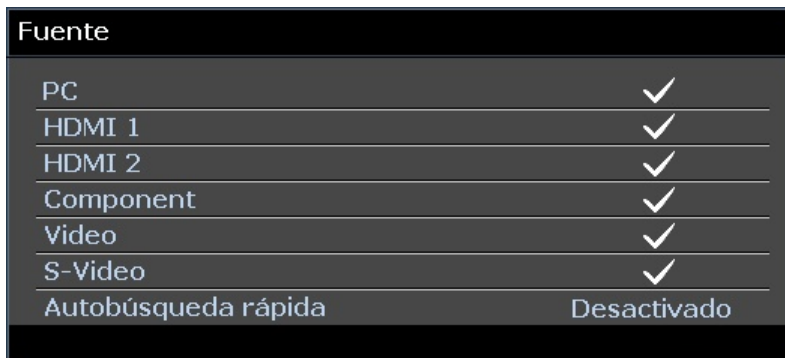 Fuente
PC
HDMI 1
HDMI 2
Component
Video
S-Video
Autobúsqueda rápida Desactivado